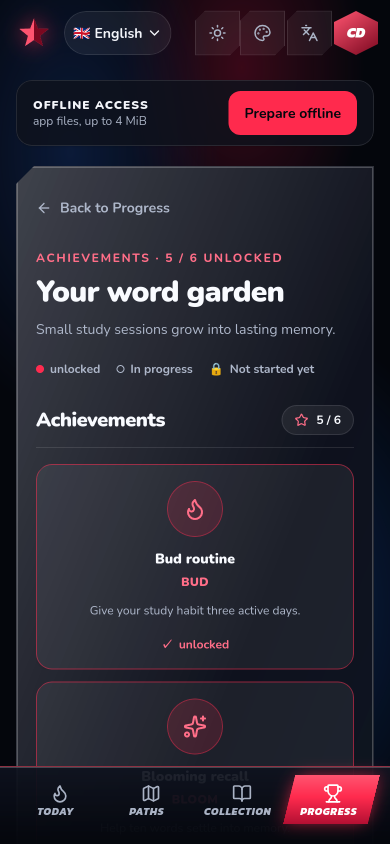 English
CD
OFFLINE ACCESS
app files, up to 4 MiB
Prepare offline
Back to Progress
ACHIEVEMENTS · 5 / 6 UNLOCKED
Your word garden
Small study sessions grow into lasting memory.
unlocked In progress Not started yet
Achievements 5 / 6
Bud routine
BUD
Give your study habit three active days.
✓ unlocked
Blooming recall
BLOOM
TODAY PATHS COLLECTION PROGRESS